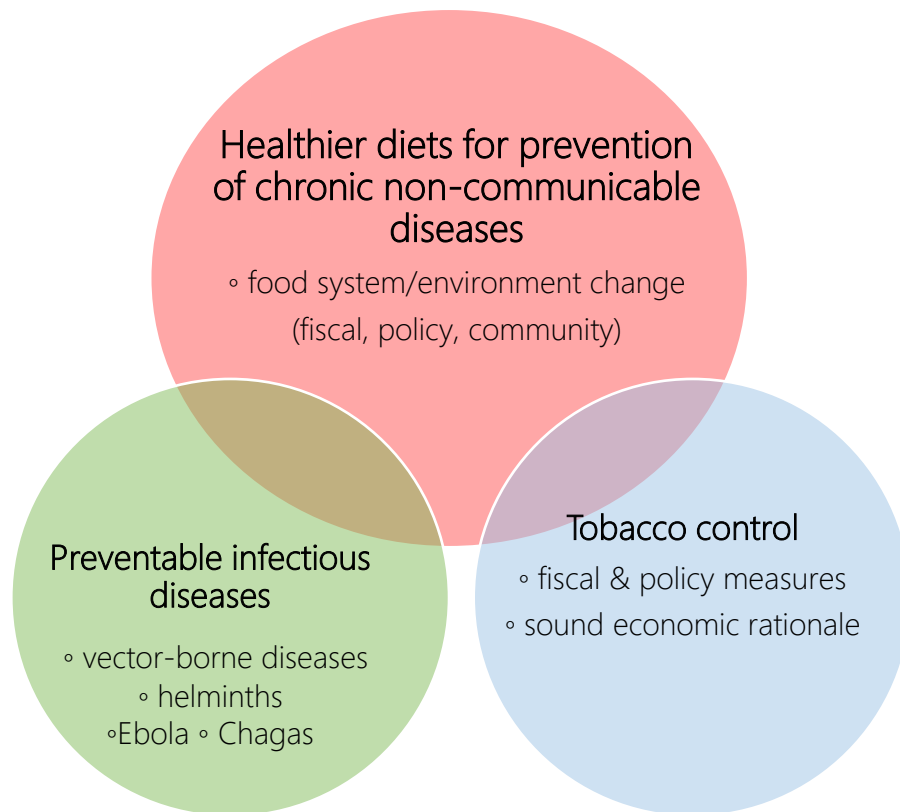 Healthier diets for prevention
of chronic non-communicable
diseases
◦ food system/environment change
(fiscal, policy, community)
Preventable infectious
diseases
◦ vector-borne diseases
◦ helminths
◦Ebola ◦ Chagas
Tobacco control
◦ fiscal & policy measures
◦ sound economic rationale